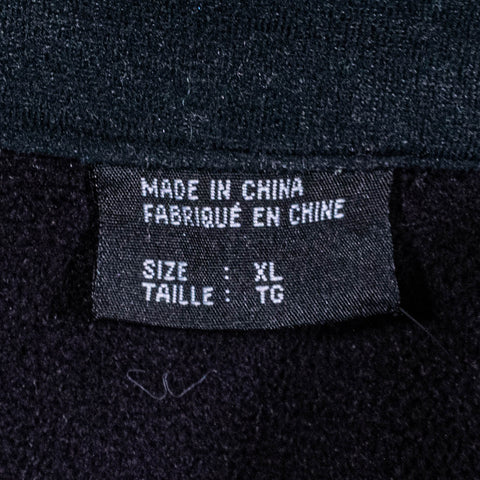 MADE IN CHINA
FABRIQUÉ EN CHINE
SIZE : XL
TAILLE : TG